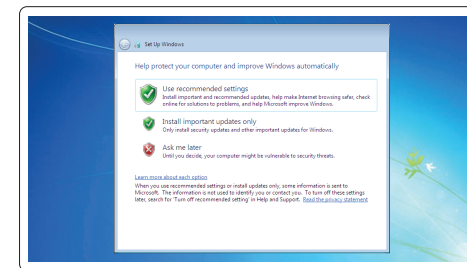 Set Up Windows
Help protect your computer and improve Windows automatically
Use recommended settings
Install important and recommended updates, help make Internet browsing safer, check
online for solutions to problems, and help Microsoft improve Windows.
Install important updates only
Only install security updates and other important updates for Windows.
Ask me later
Until you decide, your computer might be vulnerable to security threats.
Learn more about each option
When you use recommended settings or install updates only, some information is sent to
Microsoft. The information is not used to identify you or contact you. To turn off these settings
later, search for 'Turn off recommended setting' in Help and Support. Read the privacy statement